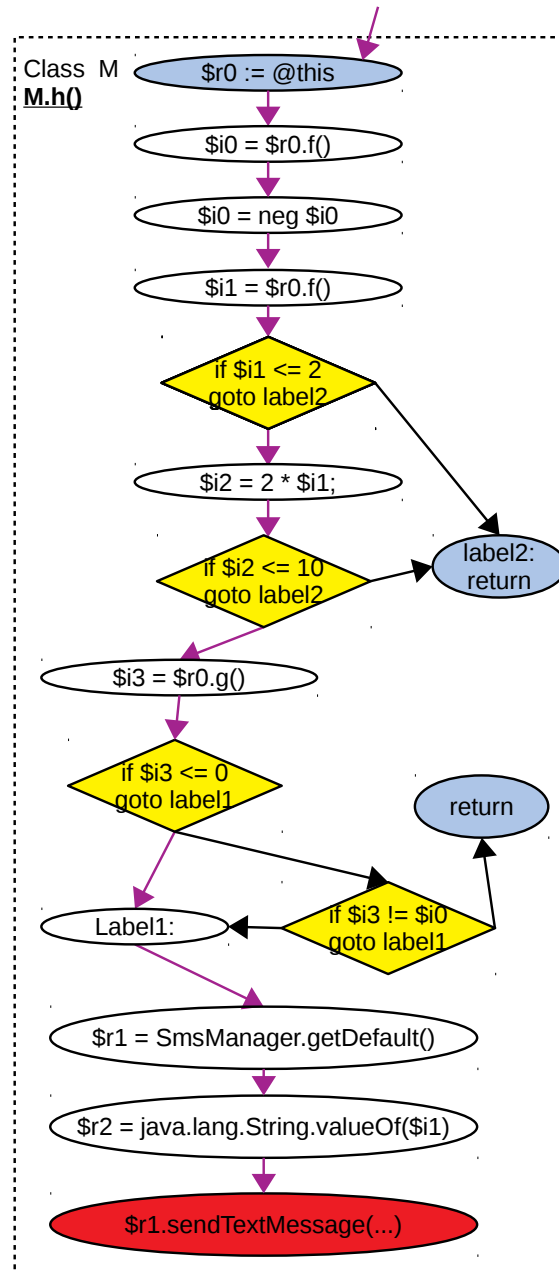 Class M
M.h()
$r0 := @this
$i0 = $r0.f()
$i0 = neg $i0
$i1 = $r0.f()
if $i1 <= 2
goto label2
$i2 = 2 * $i1;
if $i2 <= 10
goto label2
label2:
return
$i3 = $r0.g()
if $i3 <= 0
goto label1
return
if $i3 != $i0
goto label1
Label1:
$r1 = SmsManager.getDefault()
$r2 = java.lang.String.valueOf($i1)
$r1.sendTextMessage(...)